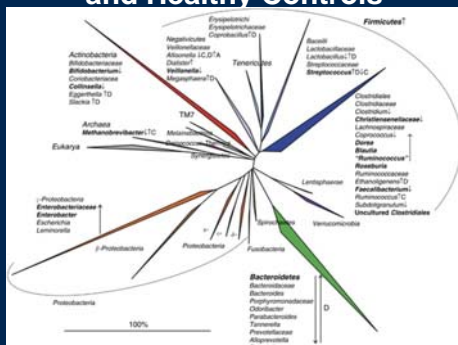 and Healthy Controls
Erysipelotrichi
Erysipelotrichaceae
Coprobacillus↑D
Firmicutes↑
Negativicutes
Veillonellaceae
Allisonella↓C,D↑A
Dialister↑
Veillonella↓
Megasphaera↑D
Tenericutes
Bacilli
Lactobacillaceae
Lactobacillus↓D
Streptococcaceae
Streptococcus↑D↓C
Actinobacteria
Bifidobacteriaceae
Bifidobacterium↓
Coriobacteriaceae
Collinsella↓
Eggerthella↑D
Slackia↑D
TM7
Archaea
Methanobrevibacter↓↑C
Eukarya
Clostridiales
Clostridiaceae
Clostridium↓
Christensenellaceae↓
Lachnospiraceae
Coprococcus↓
Dorea
Blautia
"Ruminococcus"
Roseburia
Ruminococcaceae
Ethanoligenens↑D
Faecalibacterium↓
Ruminococcus↑C
Subdoligranulum↓
Uncultured Clostridiales
Lentisphaerae
Verrucomicrobia
γ-Proteobacteria
Enterobacteriaceae
Enterobacter
Escherichia
Leminorella
β-Proteobacteria
Proteobacteria
Spirochaetes
Fusobacteria
Proteobacteria
100%
Bacteroidetes
Bacteroidaceae
Bacteroides
Porphyromonadaceae
Odoribacter
Parabacteroides
Tannerella
Prevotellaceae
Alloprevotella
D